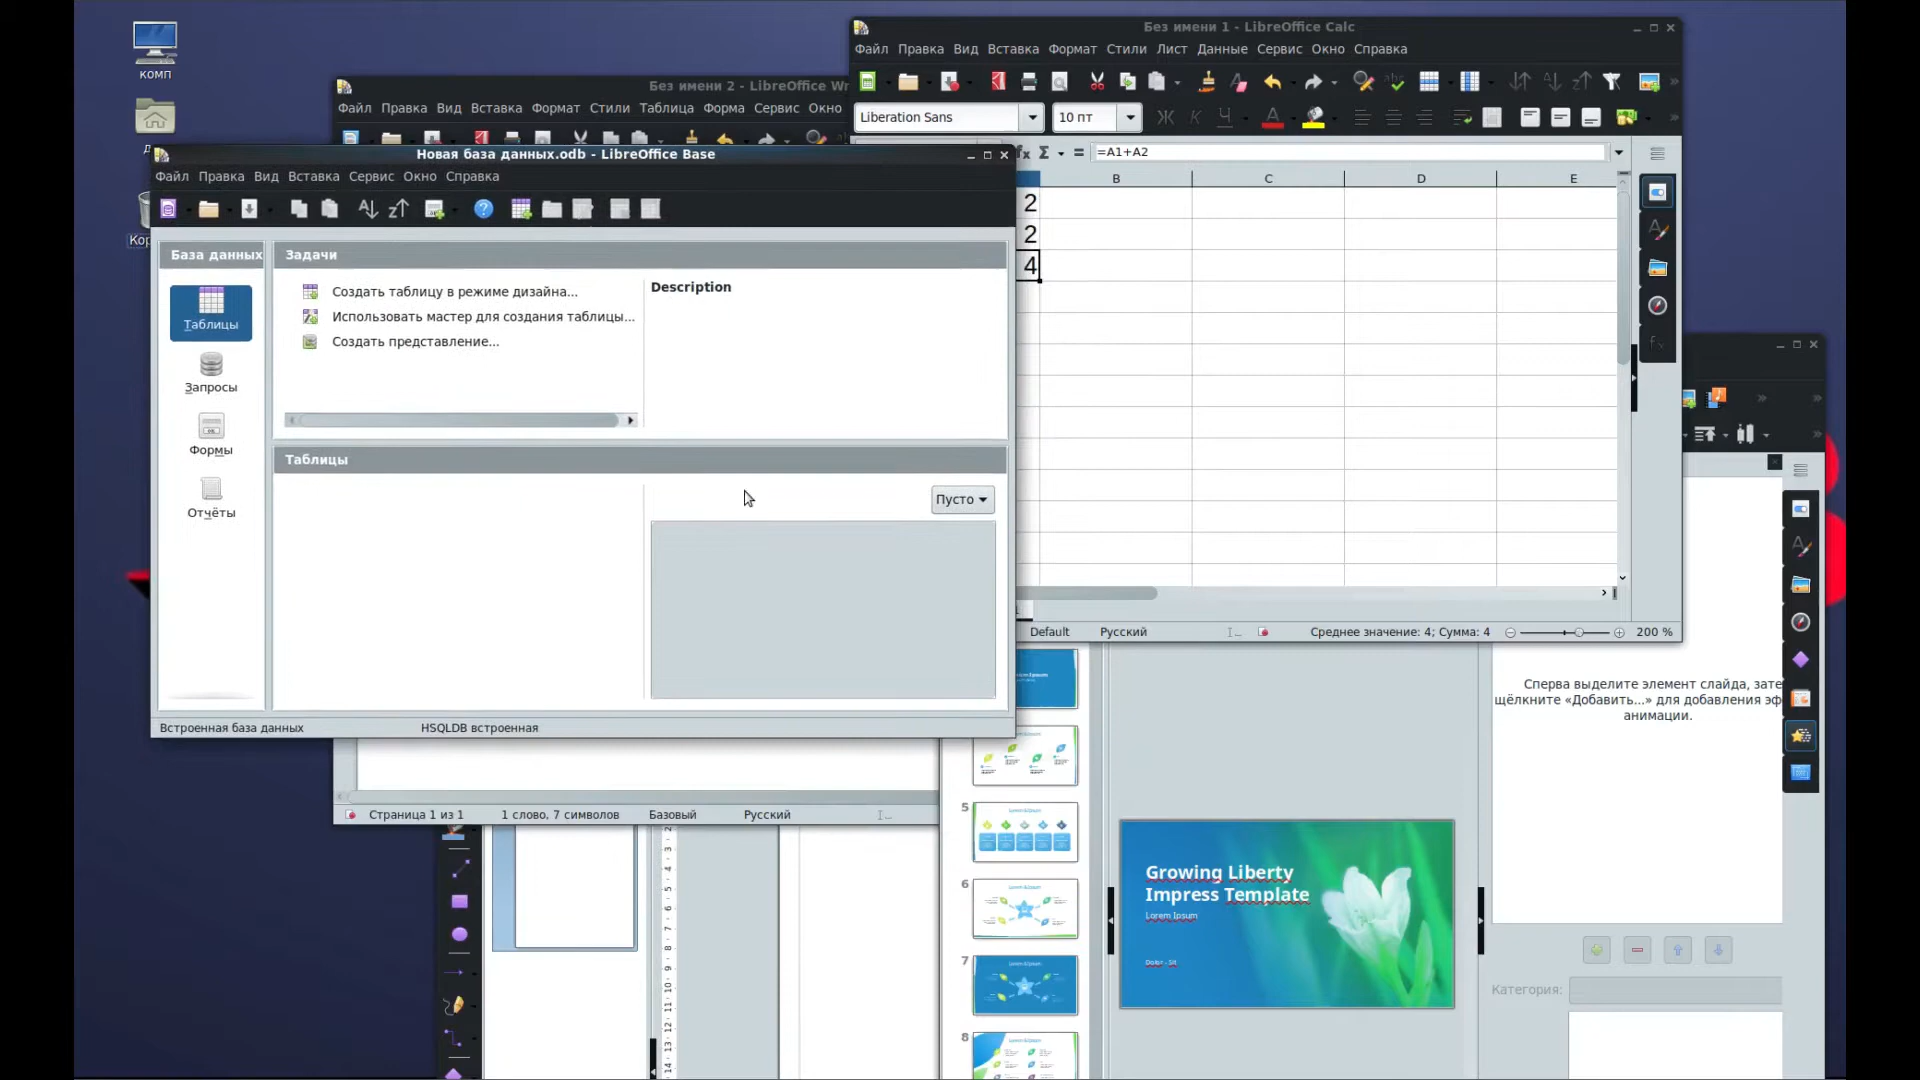 комп
Без имени 1 - LibreOffice Calc
Файл Правка Вид Вставка Формат Стили Лист Данные Сервис Окно Справка
Liberation Sans
10 пт
=A1+A2
B C D E
2
2
4
Default
Русский
Среднее значение: 4; Сумма: 4
200 %
Без имени 2 - LibreOffice Wr
Файл Правка Вид Вставка Формат Стили Таблица Форма Сервис Окно
Новая база данных.odb - LibreOffice Base
Файл Правка Вид Вставка Сервис Окно Справка
База данных
Таблицы
Запросы
Формы
Отчёты
Задачи
Создать таблицу в режиме дизайна...
Использовать мастер для создания таблицы...
Создать представление...
Description
Таблицы
Пусто
Встроенная база данных
HSQLDB встроенная
Страница 1 из 1
1 слово, 7 символов
Базовый
Русский
5
6
7
8
Growing Liberty
Impress Template
Lorem Ipsum
Dolor - Sit
Сперва выделите элемент слайда, зате
щёлкните «Добавить...» для добавления эф
анимации.
Категория: